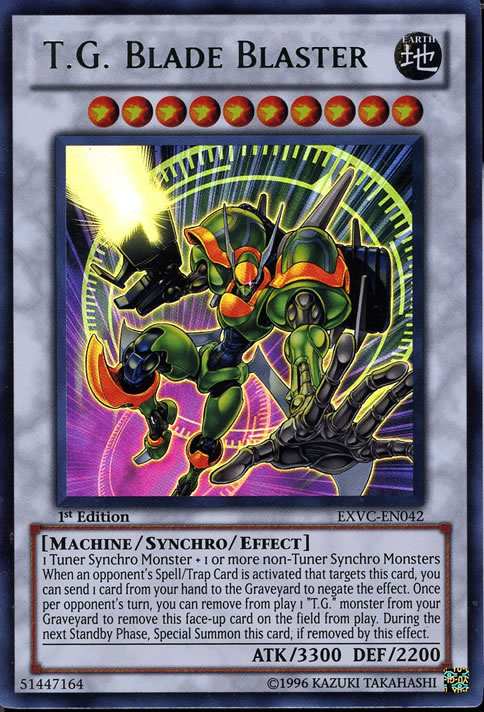 T.G. BLADE BLASTER
EARTH
地
1st Edition
EXVC-EN042
[MACHINE/SYNCHRO/EFFECT]
1 Tuner Synchro Monster + 1 or more non-Tuner Synchro Monsters
When an opponent's Spell/Trap Card is activated that targets this card, you
can send 1 card from your hand to the Graveyard to negate the effect. Once
per opponent's turn, you can remove from play 1 "T.G." monster from your
Graveyard to remove this face-up card on the field from play. During the
next Standby Phase, Special Summon this card, if removed by this effect.
ATK/3300 DEF/2200
51447164
©1996 KAZUKI TAKAHASHI